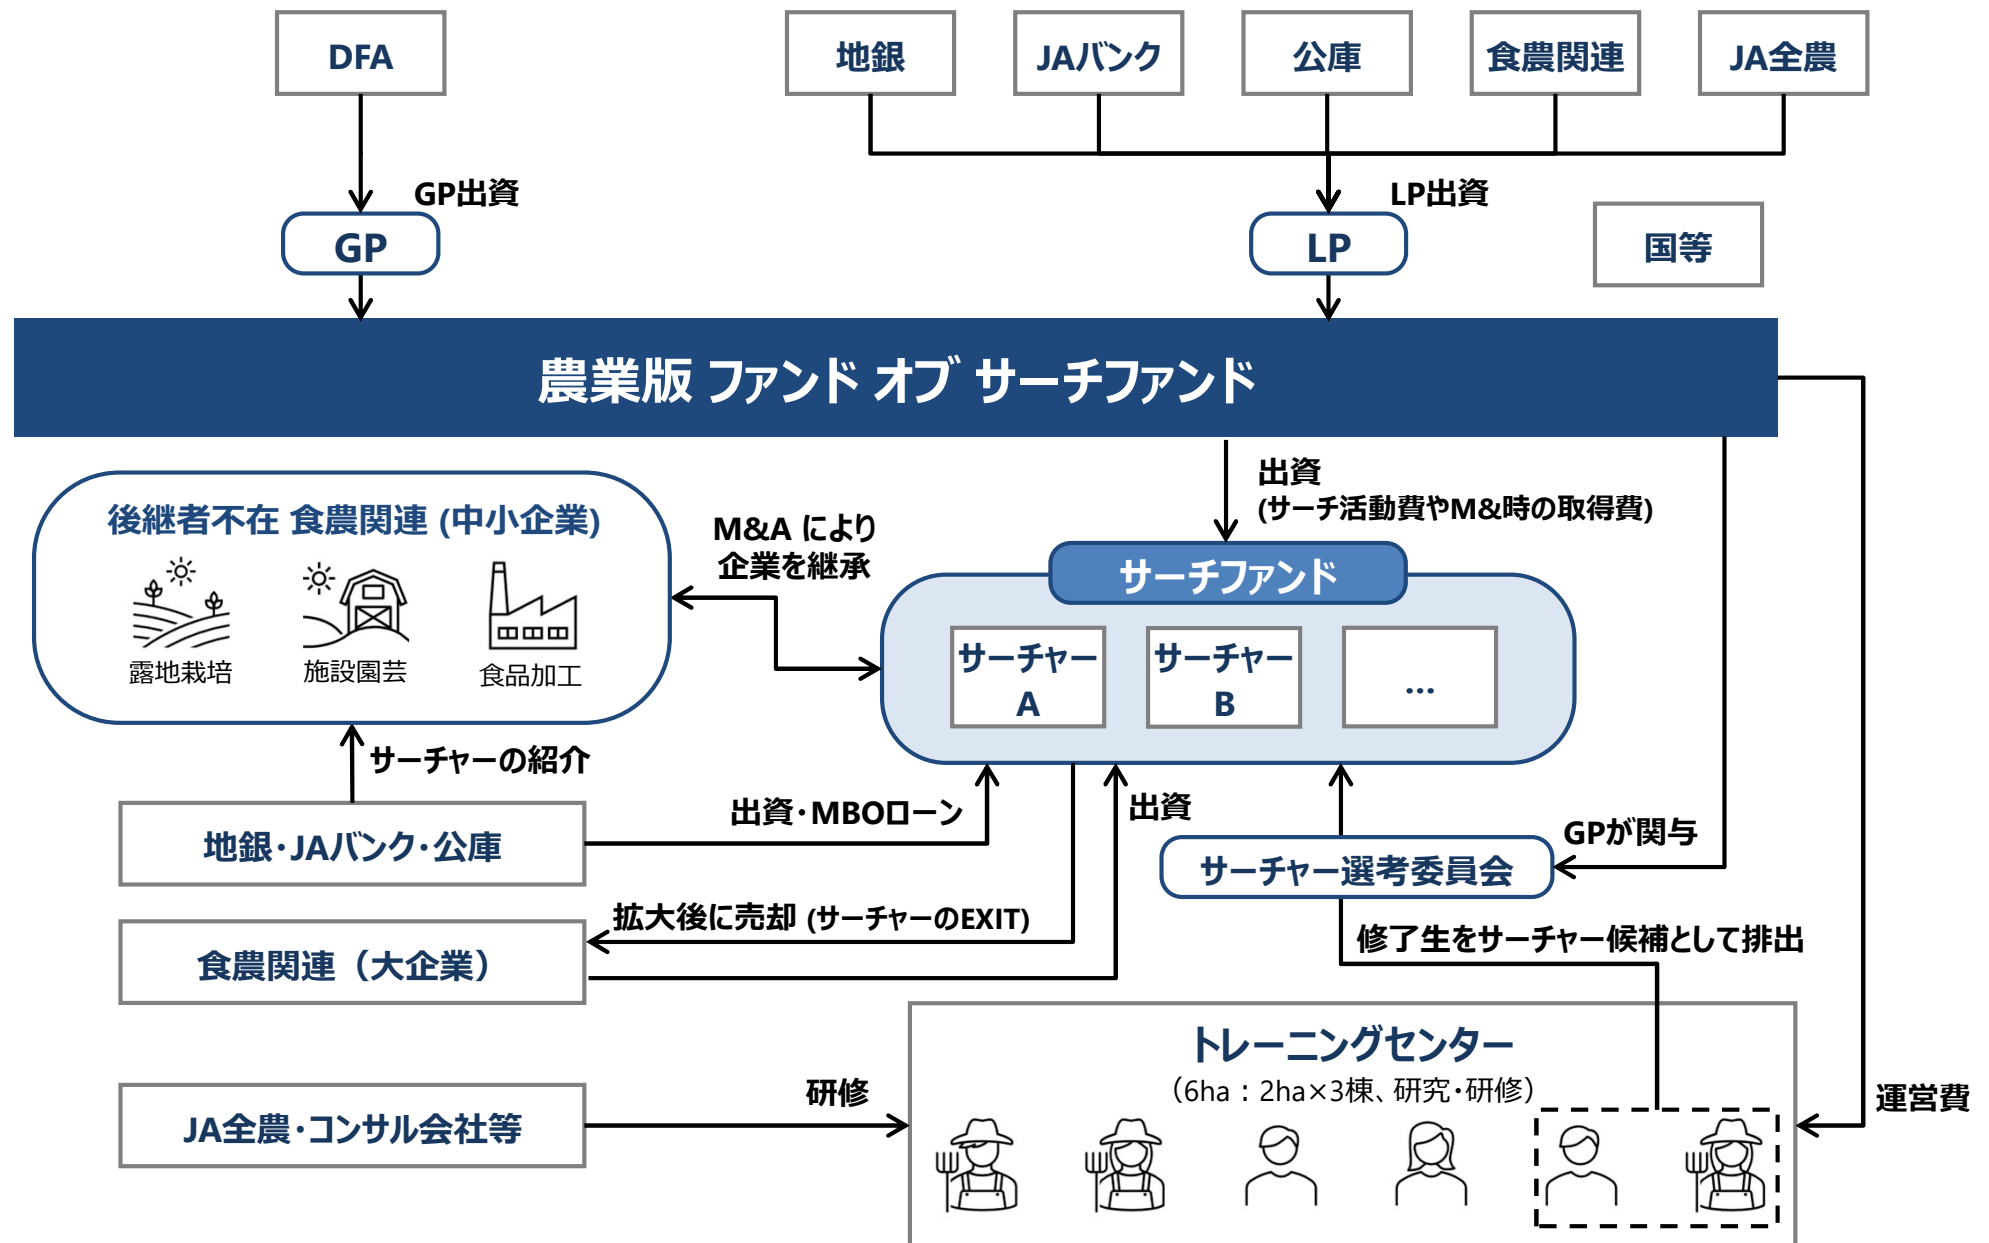 DFA
地銀
JAバンク
公庫
食農関連
JA全農
GP出資
LP出資
GP
LP
国等
農業版 ファンド オブ サーチファンド
出資
(サーチ活動費やM&時の取得費)
後継者不在 食農関連 (中小企業)
露地栽培
施設園芸
食品加工
M&A により
企業を継承
サーチファンド
サーチャー
A
サーチャー
B
…
サーチャーの紹介
地銀・JAバンク・公庫
出資・MBOローン
出資
GPが関与
サーチャー選考委員会
拡大後に売却 (サーチャーのEXIT)
食農関連（大企業）
修了生をサーチャー候補として排出
トレーニングセンター
（6ha：2ha×3棟、研究・研修）
研修
JA全農・コンサル会社等
運営費